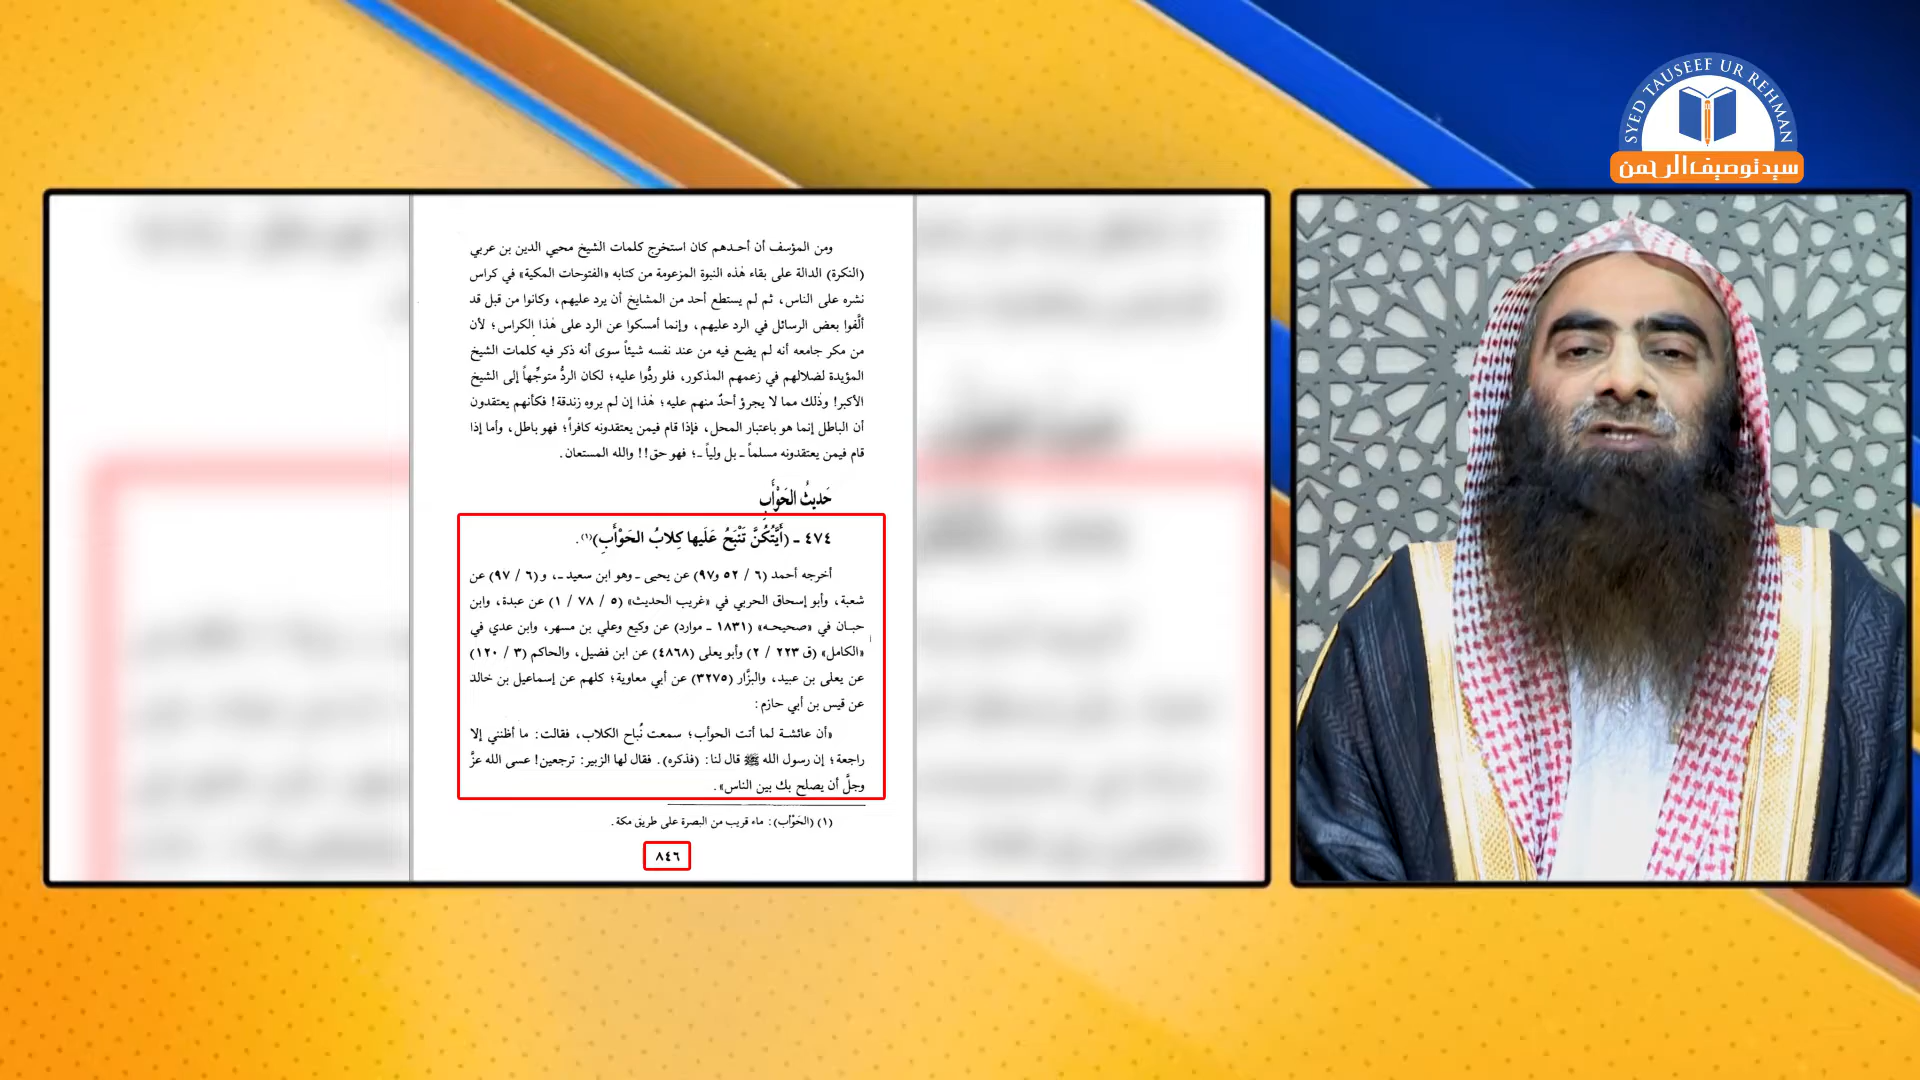 SYED TAUSEEF UR REHMAN
سيد توصيف الرحمن
ومن المؤسف أن أحدهم كان استخرج كلمات الشيخ محيي الدين بن عربي
(النكرة) الدالة على بقاء هٰذه النبوة المزعومة من كتابه «الفتوحات المكية» في كراس
نشره على الناس، ثم لم يستطع أحد من المشايخ أن يرد عليهم، وكانوا من قبل قد
ألَّفوا بعض الرسائل في الرد عليهم، وإنما أمسكوا عن الرد على هٰذا الكراس؛ لأن
من مكر جامعه أنه لم يضع فيه من عند نفسه شيئاً سوى أنه ذكر فيه كلمات الشيخ
المؤيدة لضلالهم في زعمهم المذكور، فلو ردُّوا عليه؛ لكان الردُّ متوجِّهاً إلى الشيخ
الأكبر! وذٰلك مما لا يجرؤ أحدٌ منهم عليه؛ هٰذا إن لم يروه زندقة! فكأنهم يعتقدون
أن الباطل إنما هو باعتبار المحل، فإذا قام فيمن يعتقدونه كافراً؛ فهو باطل، وأما إذا
قام فيمن يعتقدونه مسلماً ـ بل ولياً ـ؛ فهو حق!! والله المستعان.
حَديثُ الحَوْأَبِ
٤٧٤ ـ (أَيَّتُكُنَّ تَنْبَحُ عَلَيها كِلابُ الحَوْأَبِ)(١).
أخرجه أحمد (٦ / ٥٢ و٩٧) عن يحيى ـ وهو ابن سعيد ـ، و (٦ / ٩٧) عن
شعبة، وأبو إسحاق الحربي في «غريب الحديث» (٥ / ٧٨ / ١) عن عبدة، وابن
حبان في «صحيحه» (١٨٣١ ـ موارد) عن وكيع وعلي بن مسهر، وابن عدي في
«الكامل» (ق ٢٢٣ / ٢) وأبو يعلى (٤٨٦٨) عن ابن فضيل، والحاكم (٣ / ١٢٠)
عن يعلى بن عبيد، والبزَّار (٣٢٧٥) عن أبي معاوية؛ كلهم عن إسماعيل بن خالد
عن قيس بن أبي حازم:
«أن عائشة لما أتت الحوأب؛ سمعت نُباح الكلاب، فقالت: ما أظنني إلا
راجعة؛ إن رسول الله ﷺ قال لنا: (فذكره). فقال لها الزبير: ترجعين! عسى الله عزَّ
وجلَّ أن يصلح بك بين الناس».
(١) (الحَوْأب): ماء قريب من البصرة على طريق مكة.
٨٤٦